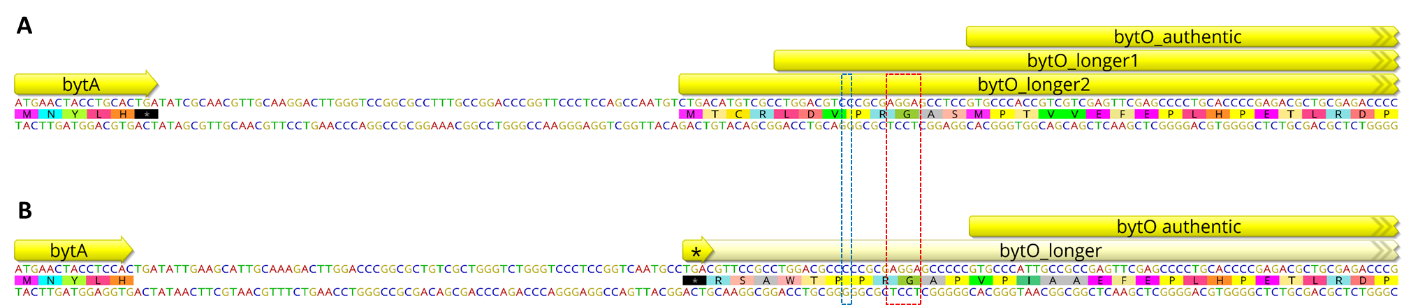 A
bytO_authentic
bytO_longer1
bytA bytO_longer2
ATGAACTACCTGCACTGATATCGCAACGTTGCAAGGACTTGGGTCCGGCGCCTTTGCCGGACCCGGTTCCCTCCAGCCAATGTCTGACATGTCGCCTGGACGTCCCGCGAGGAGCCTCCGTGCCCACCGTCGTCGAGTTCGAGCCCCTGCACCCCGAGACGCTGCGAGACCCC
M N Y L H * M T C R L D V P R G A S M P T V V E F E P L H P E T L R D P
TACTTGATGGACGTGACTATAGCGTTGCAACGTTCCTGAACCCAGGCCGCGGAAACGGCCTGGGCCAAGGGAGGTCGGTTACAGACTGTACAGCGGACCTGCAGGGCGCTCCTCGGAGGCACGGGTGGCAGCAGCTCAAGCTCGGGGACGTGGGGCTCTGCGACGCTCTGGGG
B
bytO authentic
bytA * bytO_longer
ATGAACTACCTCCACTGATATTGAAGCATTGCAAAGACTTGGACCCGGCGCTGTCGCTGGGTCTGGGTCCCTCCGGTCAATGCCTGACGTTCCGCCTGGACGCCCCCGCGAGGAGCCCCCGTGCCCATTGCCGCCGAGTTCGAGCCCCTGCACCCCGAGACGCTGCGAGACCCG
M N Y L H * R S A W T P P R G A P V P I A A E F E P L H P E T L R D P
TACTTGATGGAGGTGACTATAACTTCGTAACGTTTCTGAACCTGGGCCGCGACAGCGACCCAGACCCAGGGAGGCCAGTTACGGACTGCAAGGCGGACCTGCGGGGGCGCTCCTCGGGGGCACGGGTAACGGCGGCTCAAGCTCGGGGACGTGGGGCTCTGCGACGCTCTGGGC